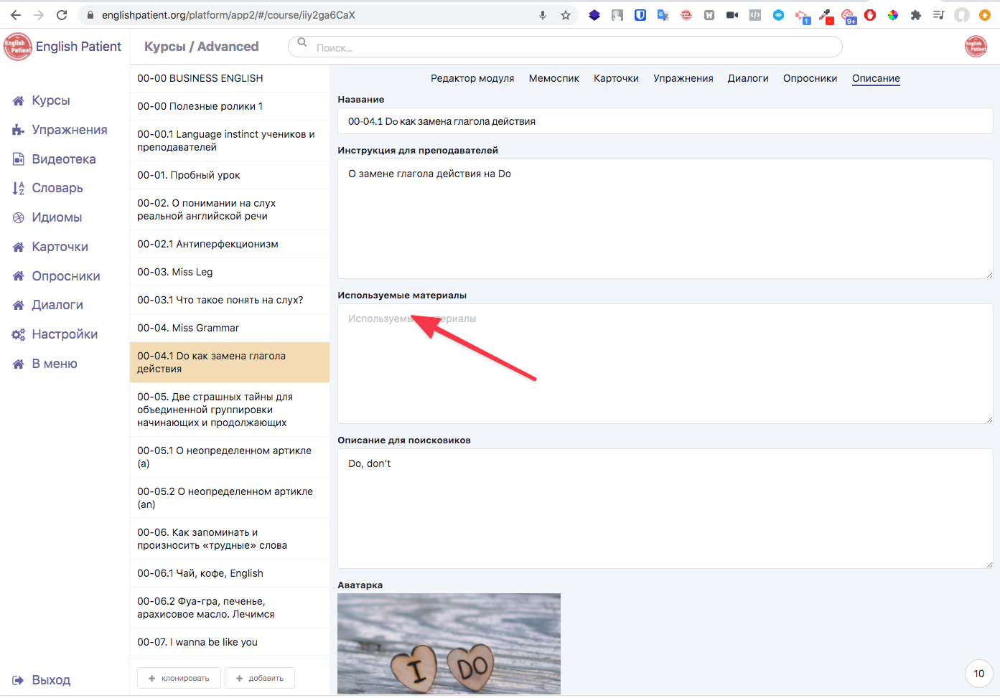 englishpatient.org/platform/app2/#/course/iiy2ga6CaX
1
9+
English Patient
English Patient
Курсы / Advanced
Поиск...
English Patient
Курсы
Упражнения
Видеотека
Словарь
Идиомы
Карточки
Опросники
Диалоги
Настройки
В меню
Выход
00-00 BUSINESS ENGLISH
00-00 Полезные ролики 1
00-00.1 Language instinct учеников и
преподавателей
00-01. Пробный урок
00-02. О понимании на слух
реальной английской речи
00-02.1 Антиперфекционизм
00-03. Miss Leg
00-03.1 Что такое понять на слух?
00-04. Miss Grammar
00-04.1 Do как замена глагола
действия
00-05. Две страшных тайны для
объединенной группировки
начинающих и продолжающих
00-05.1 О неопределенном артикле
(a)
00-05.2 О неопределенном артикле
(an)
00-06. Как запоминать и
произносить «трудные» слова
00-06.1 Чай, кофе, English
00-06.2 Фуа-гра, печенье,
арахисовое масло. Лечимся
00-07. I wanna be like you
+ клонировать
+ добавить
Редактор модуля Мемоспик Карточки Упражнения Диалоги Опросники Описание
Название
00-04.1 Do как замена глагола действия
Инструкция для преподавателей
О замене глагола действия на Do
Используемые материалы
Используемые материалы
Описание для поисковиков
Do, don't
Аватарка
I DO
10